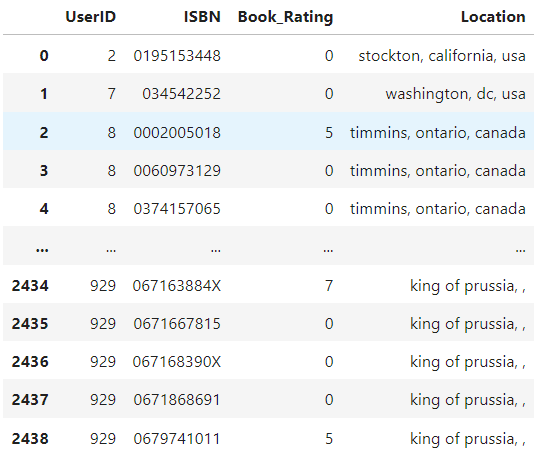 UserID ISBN Book_Rating Location
0 2 0195153448 0 stockton, california, usa
1 7 034542252 0 washington, dc, usa
2 8 0002005018 5 timmins, ontario, canada
3 8 0060973129 0 timmins, ontario, canada
4 8 0374157065 0 timmins, ontario, canada
... ... ... ... ...
2434 929 067163884X 7 king of prussia, ,
2435 929 0671667815 0 king of prussia, ,
2436 929 067168390X 0 king of prussia, ,
2437 929 0671868691 0 king of prussia, ,
2438 929 0679741011 5 king of prussia, ,